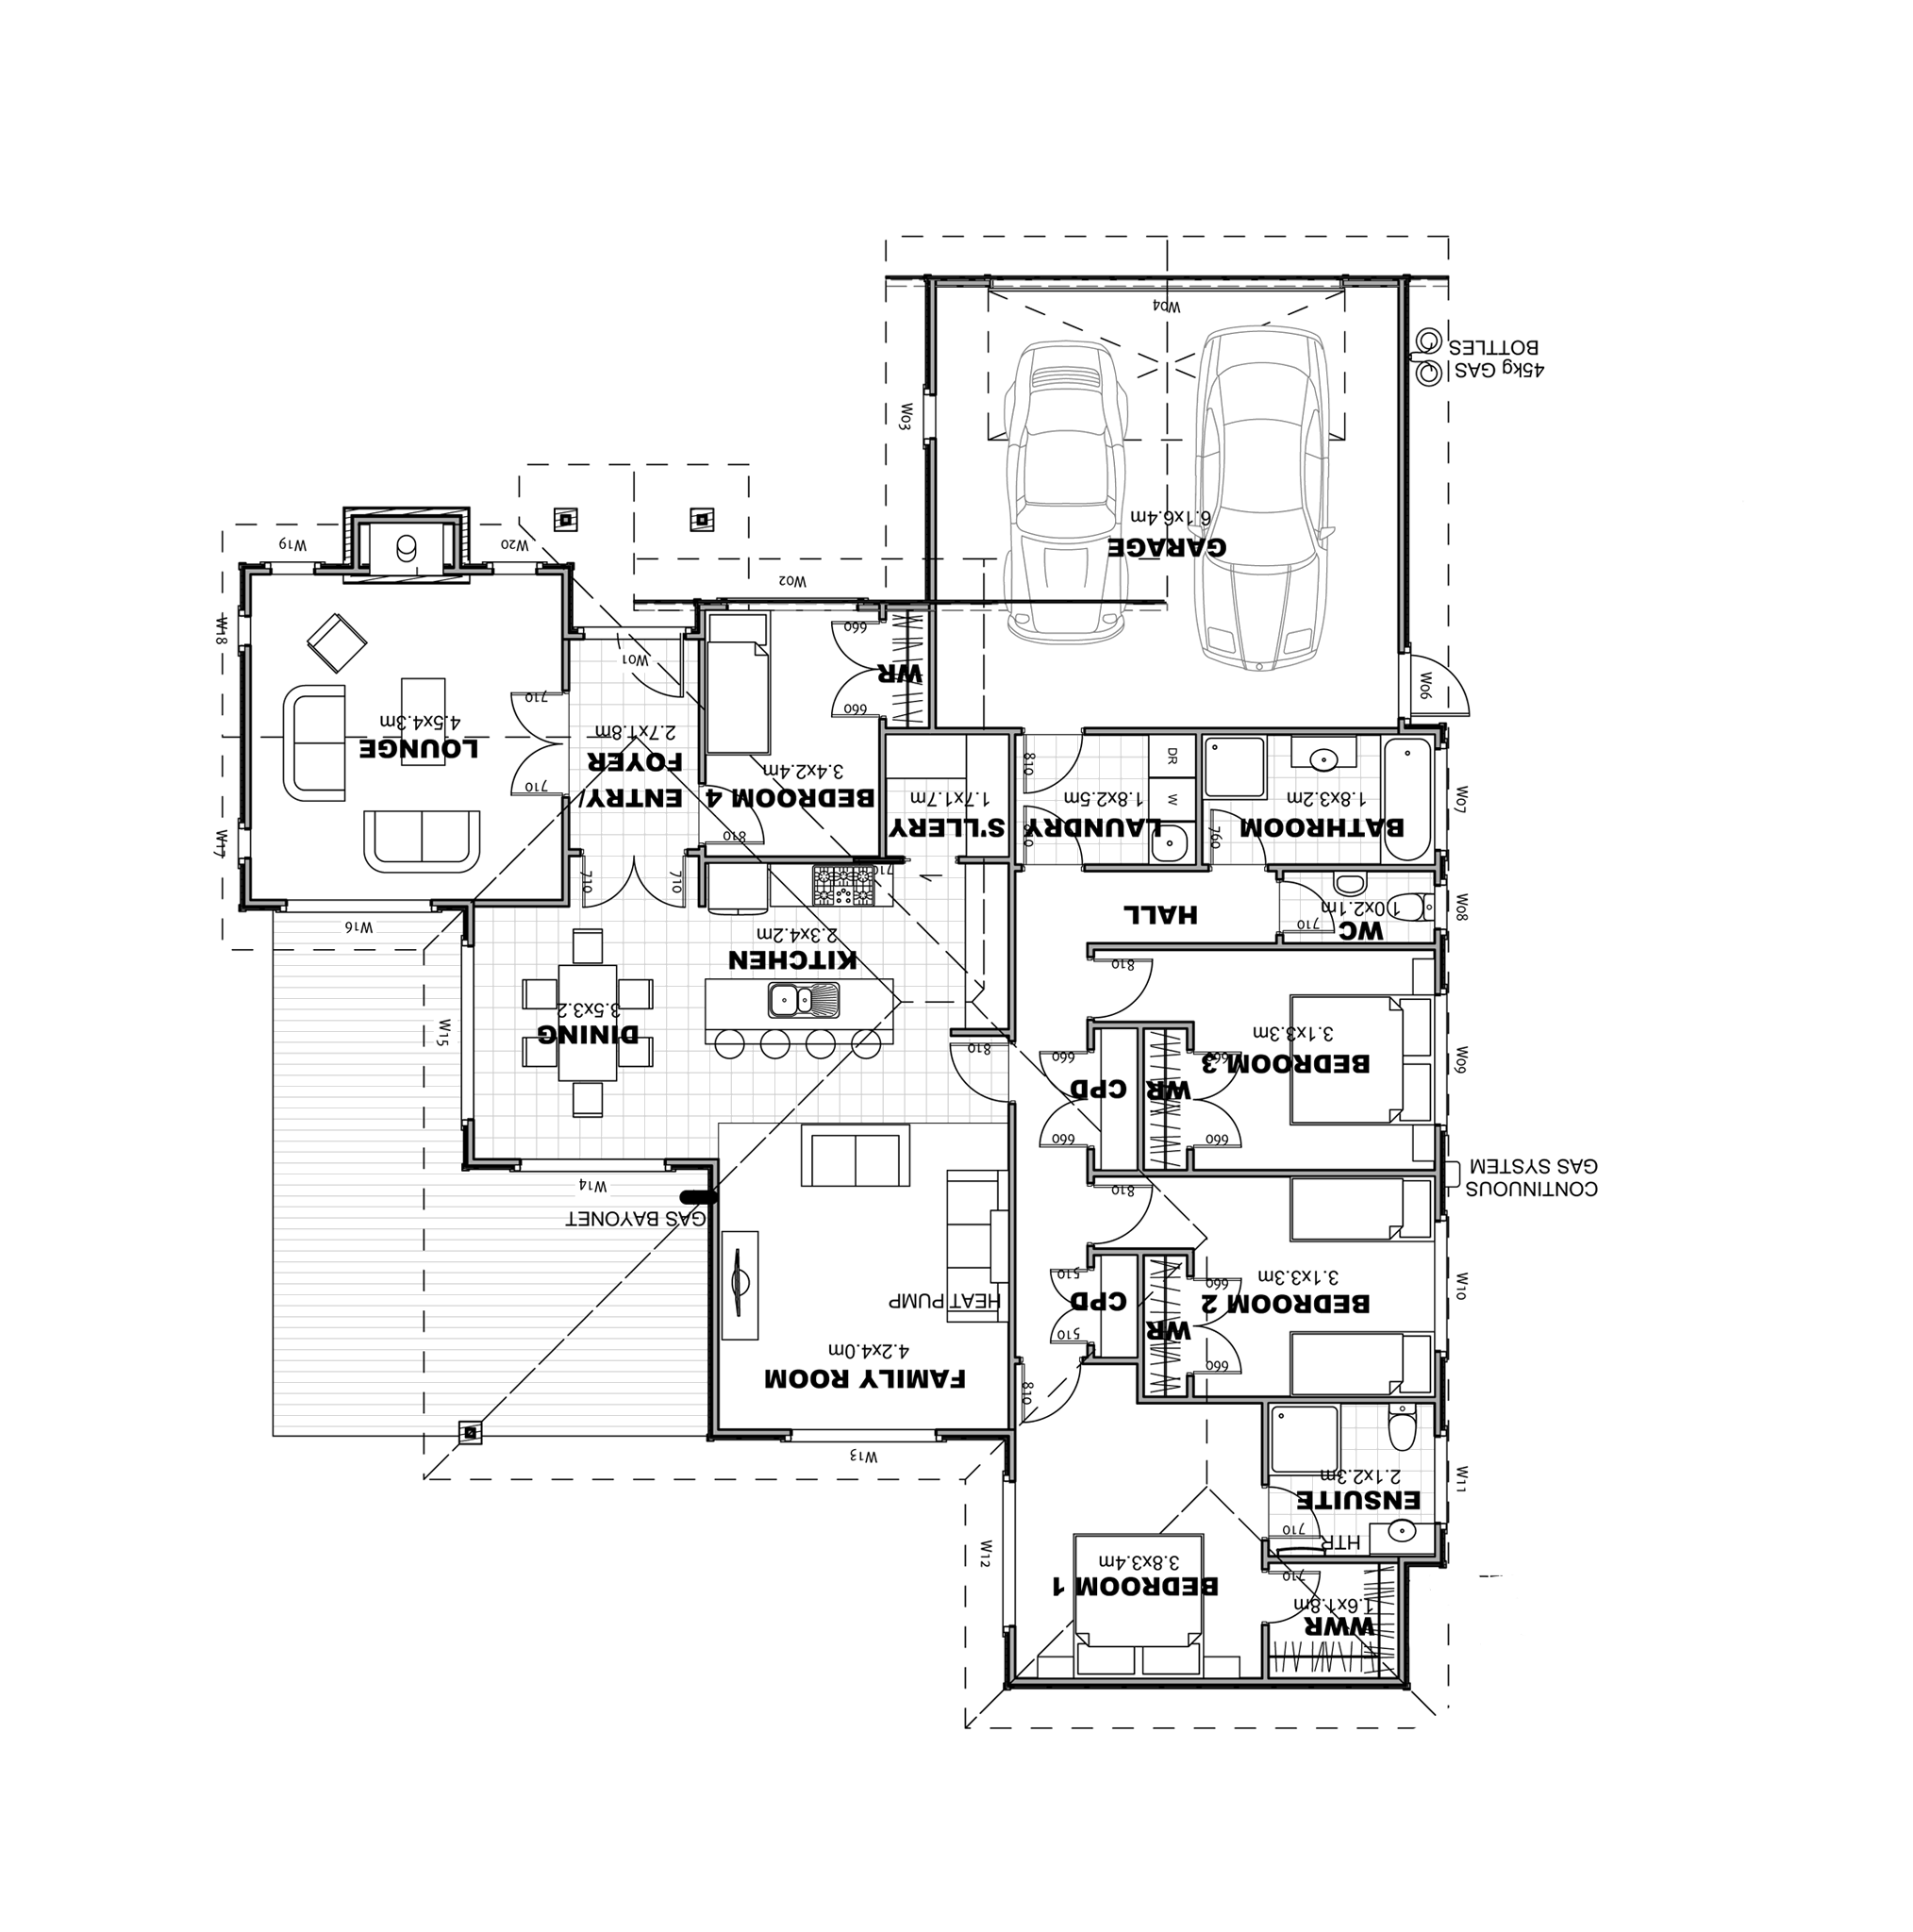 WWR
1.6x1.8m
710
BEDROOM 1
3.8x3.4m
W12
HTR
710
ENSUITE
2.1x2.3m
W11
W13
810
FAMILY ROOM
4.2x4.0m
HEAT PUMP
660
WR
660
BEDROOM 2
3.1x3.3m
W10
510
CPD
510
GAS BAYONET
W14
CONTINUOUS
GAS SYSTEM
810
660
660
WR
660
CPD
660
BEDROOM 3
3.1x3.3m
W09
810
810
DINING
3.5x3.2
W15
KITCHEN
2.3x4.2m
WC
1.0x2.1m
710
W08
HALL
W16
710
710
710
BATHROOM
1.8x3.2m
760
W07
LAUNDRY
1.8x2.5m
W
DR
810
810
S'LLERY
1.7x1.7m
810
BEDROOM 4
3.4x2.4m
ENTRY/
FOYER
2.7x1.8m
W17
LOUNGE
4.5x4.3m
710
710
W06
660
WR
660
W01
W18
W02
W20
W19
GARAGE
6.1x6.4m
W03
45kg GAS
BOTTLES
W04